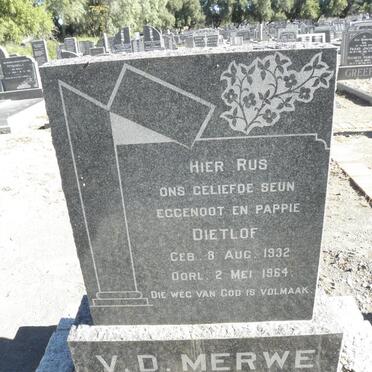 HIER RUS
ONS GELIEFDE SEUN
EGGENOOT EN PAPPIE
DIETLOF
GEB. 8 AUG. 1932
OORL. 2 MEI 1964
DIE WEG VAN GOD IS VOLMAAK
V.D. MERWE